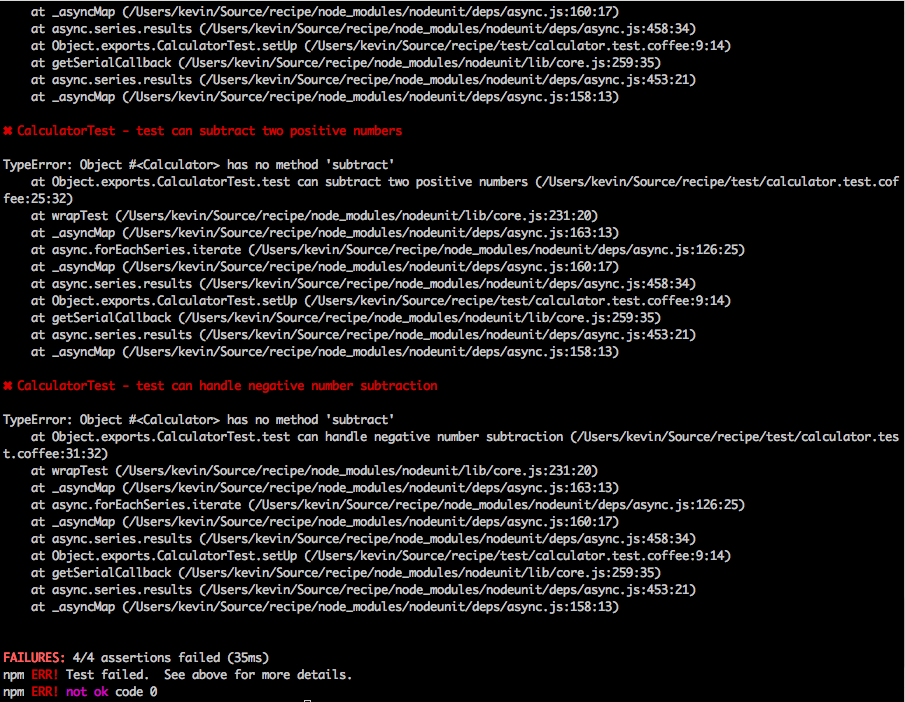 at _asyncMap (/Users/kevin/Source/recipe/node_modules/nodeunit/deps/async.js:160:17)
    at async.series.results (/Users/kevin/Source/recipe/node_modules/nodeunit/deps/async.js:458:34)
    at Object.exports.CalculatorTest.setUp (/Users/kevin/Source/recipe/test/calculator.test.coffee:9:14)
    at getSerialCallback (/Users/kevin/Source/recipe/node_modules/nodeunit/lib/core.js:259:35)
    at async.series.results (/Users/kevin/Source/recipe/node_modules/nodeunit/deps/async.js:453:21)
    at _asyncMap (/Users/kevin/Source/recipe/node_modules/nodeunit/deps/async.js:158:13)
✖ CalculatorTest - test can subtract two positive numbers
TypeError: Object #<Calculator> has no method 'subtract'
    at Object.exports.CalculatorTest.test can subtract two positive numbers (/Users/kevin/Source/recipe/test/calculator.test.cof
fee:25:32)
    at wrapTest (/Users/kevin/Source/recipe/node_modules/nodeunit/lib/core.js:231:20)
    at _asyncMap (/Users/kevin/Source/recipe/node_modules/nodeunit/deps/async.js:163:13)
    at async.forEachSeries.iterate (/Users/kevin/Source/recipe/node_modules/nodeunit/deps/async.js:126:25)
    at _asyncMap (/Users/kevin/Source/recipe/node_modules/nodeunit/deps/async.js:160:17)
    at async.series.results (/Users/kevin/Source/recipe/node_modules/nodeunit/deps/async.js:458:34)
    at Object.exports.CalculatorTest.setUp (/Users/kevin/Source/recipe/test/calculator.test.coffee:9:14)
    at getSerialCallback (/Users/kevin/Source/recipe/node_modules/nodeunit/lib/core.js:259:35)
    at async.series.results (/Users/kevin/Source/recipe/node_modules/nodeunit/deps/async.js:453:21)
    at _asyncMap (/Users/kevin/Source/recipe/node_modules/nodeunit/deps/async.js:158:13)
✖ CalculatorTest - test can handle negative number subtraction
TypeError: Object #<Calculator> has no method 'subtract'
    at Object.exports.CalculatorTest.test can handle negative number subtraction (/Users/kevin/Source/recipe/test/calculator.tes
t.coffee:31:32)
    at wrapTest (/Users/kevin/Source/recipe/node_modules/nodeunit/lib/core.js:231:20)
    at _asyncMap (/Users/kevin/Source/recipe/node_modules/nodeunit/deps/async.js:163:13)
    at async.forEachSeries.iterate (/Users/kevin/Source/recipe/node_modules/nodeunit/deps/async.js:126:25)
    at _asyncMap (/Users/kevin/Source/recipe/node_modules/nodeunit/deps/async.js:160:17)
    at async.series.results (/Users/kevin/Source/recipe/node_modules/nodeunit/deps/async.js:458:34)
    at Object.exports.CalculatorTest.setUp (/Users/kevin/Source/recipe/test/calculator.test.coffee:9:14)
    at getSerialCallback (/Users/kevin/Source/recipe/node_modules/nodeunit/lib/core.js:259:35)
    at async.series.results (/Users/kevin/Source/recipe/node_modules/nodeunit/deps/async.js:453:21)
    at _asyncMap (/Users/kevin/Source/recipe/node_modules/nodeunit/deps/async.js:158:13)
FAILURES: 4/4 assertions failed (35ms)
npm ERR! Test failed.  See above for more details.
npm ERR! not ok code 0